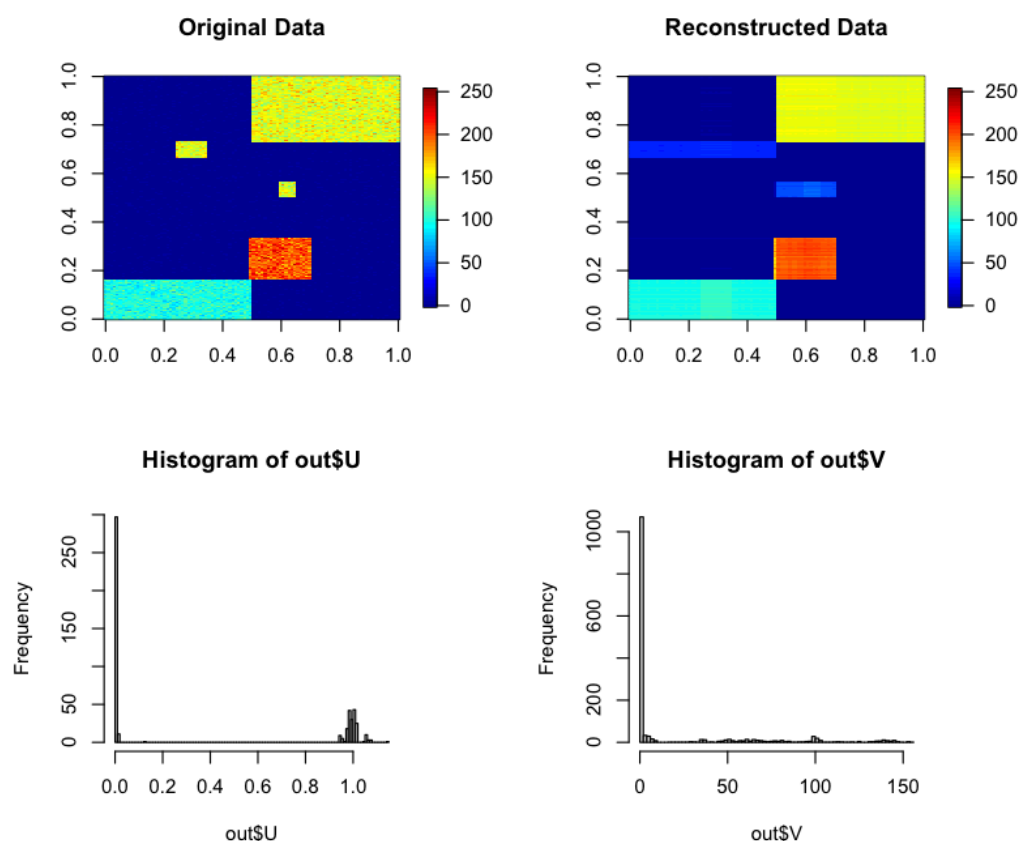 Original Data
Reconstructed Data
1.0
0.8
0.6
0.4
0.2
0.0
0.0 0.2 0.4 0.6 0.8 1.0
250
200
150
100
50
0
1.0
0.8
0.6
0.4
0.2
0.0
0.0 0.2 0.4 0.6 0.8 1.0
250
200
150
100
50
0
Histogram of out$U
Histogram of out$V
Frequency
250
150
50
0
0.0 0.2 0.4 0.6 0.8 1.0
out$U
Frequency
1000
600
200
0
0 50 100 150
out$V